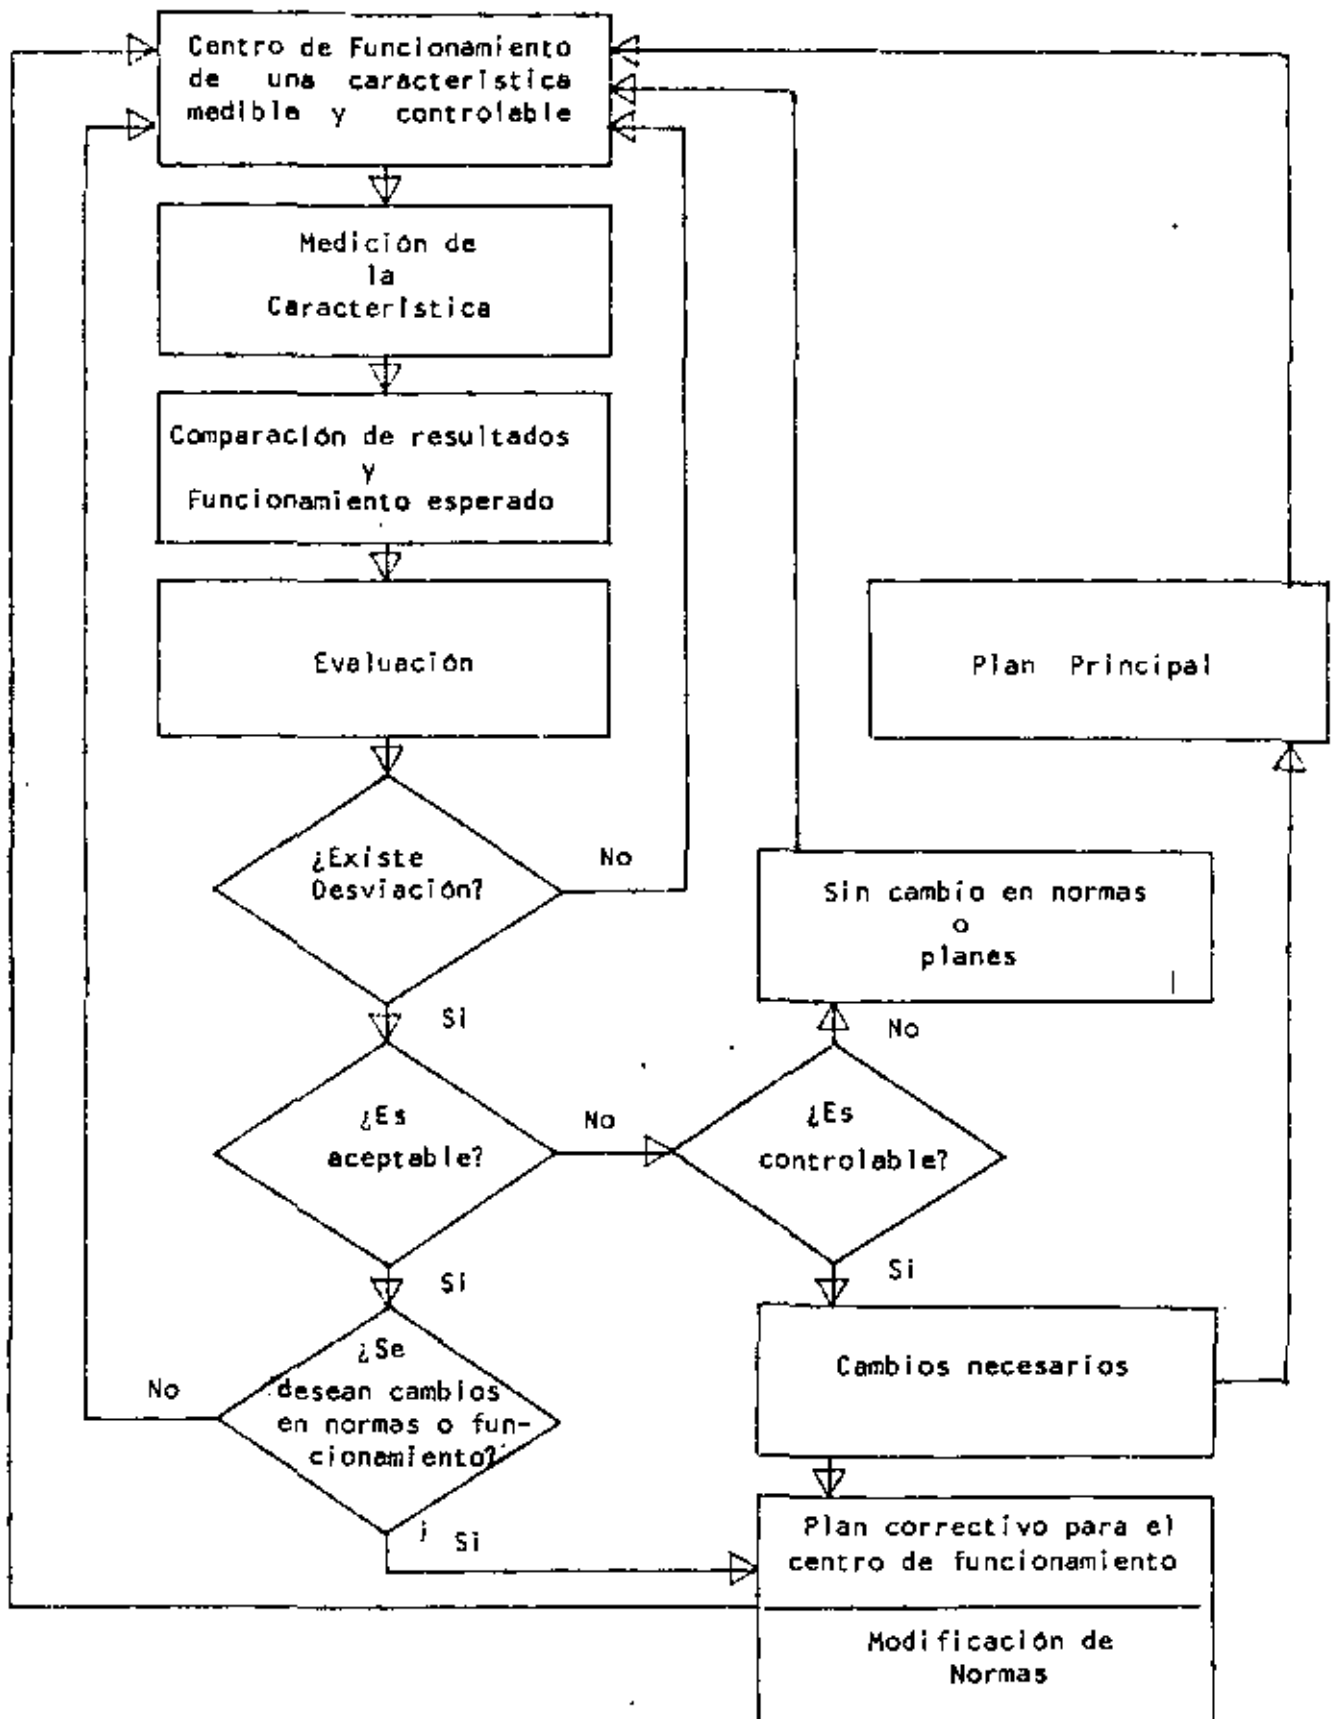 Centro de Funcionamiento
de una característica
medible y controlable
Medición de
la
Característica
Comparación de resultados
y
Funcionamiento esperado
Evaluación
Plan Principal
¿Existe
Desviación?
No
Si
Sin cambio en normas
o
planes
No
¿Es
aceptable?
No
¿Es
controlable?
Si
Si
¿Se
desean cambios
en normas o fun-
cionamiento?
No
Si
Cambios necesarios
Plan correctivo para el
centro de funcionamiento
Modificación de
Normas